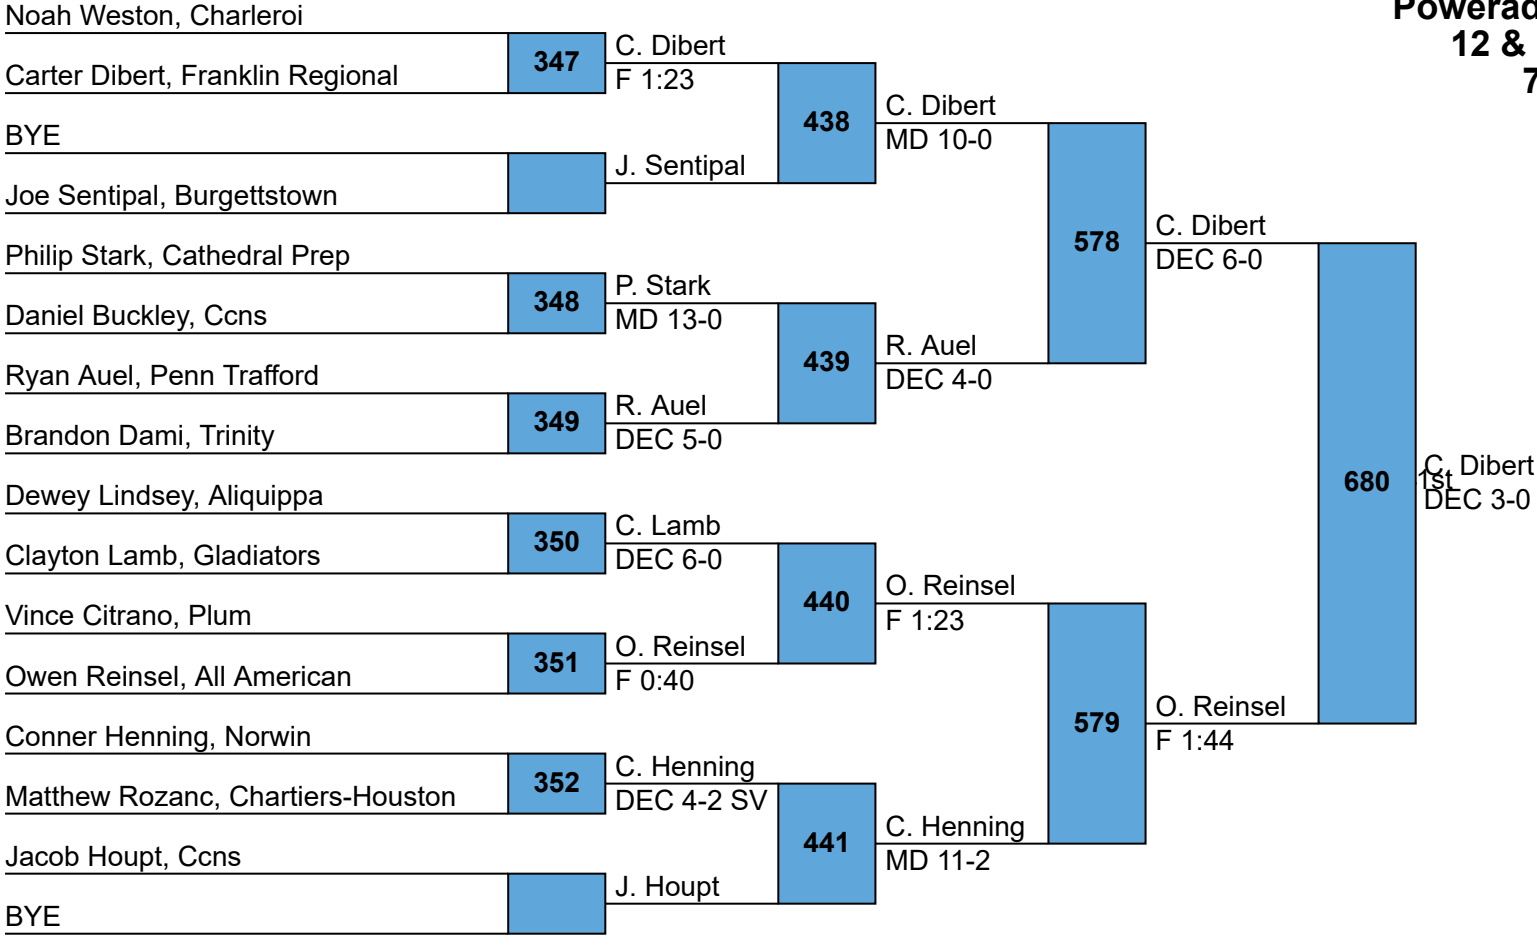 Noah Weston, Charleroi
347
C. Dibert
F 1:23
Carter Dibert, Franklin Regional
438
C. Dibert
MD 10-0
BYE
J. Sentipal
Joe Sentipal, Burgettstown
578
C. Dibert
DEC 6-0
Philip Stark, Cathedral Prep
348
P. Stark
MD 13-0
Daniel Buckley, Ccns
439
R. Auel
DEC 4-0
Ryan Auel, Penn Trafford
349
R. Auel
DEC 5-0
Brandon Dami, Trinity
680
1st
C. Dibert
DEC 3-0
Dewey Lindsey, Aliquippa
350
C. Lamb
DEC 6-0
Clayton Lamb, Gladiators
440
O. Reinsel
F 1:23
Vince Citrano, Plum
351
O. Reinsel
F 0:40
Owen Reinsel, All American
579
O. Reinsel
F 1:44
Conner Henning, Norwin
352
C. Henning
DEC 4-2 SV
Matthew Rozanc, Chartiers-Houston
441
C. Henning
MD 11-2
Jacob Houpt, Ccns
J. Houpt
BYE
12 &
7